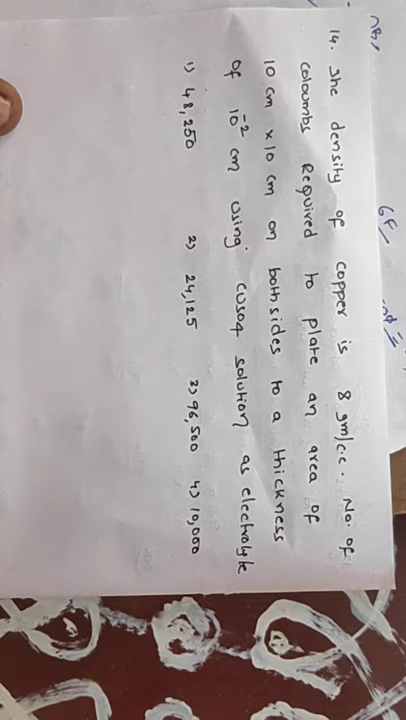 NBs
6F
14. The density of copper is 8 gm/c.c. No. of
coloumbs Required to plate an area of
10 cm x 10 cm on both sides to a thickness
of 10⁻² cm using CUSO4 solution as electrolyte
1) 48,250 2) 24,125 3) 96,500 4) 10,000